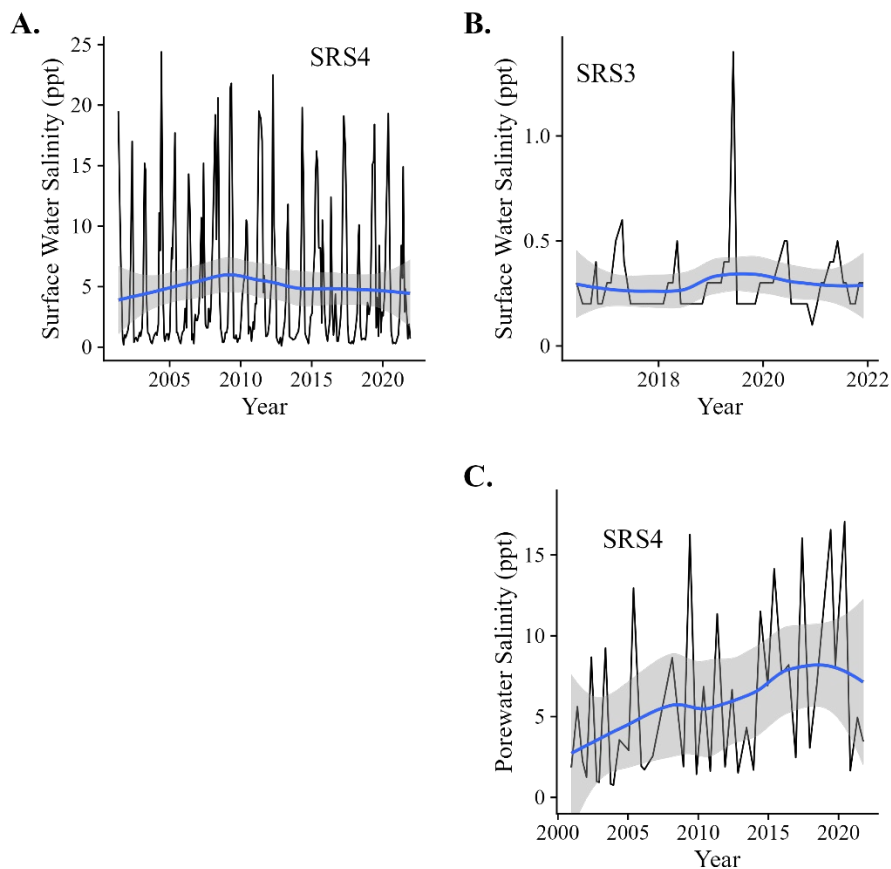 A.
SRS4
Surface Water Salinity (ppt)
25
20
15
10
5
0
2005 2010 2015 2020
Year
B.
SRS3
Surface Water Salinity (ppt)
1.0
0.5
0
2018 2020 2022
Year
C.
SRS4
Porewater Salinity (ppt)
15
10
5
0
2000 2005 2010 2015 2020
Year